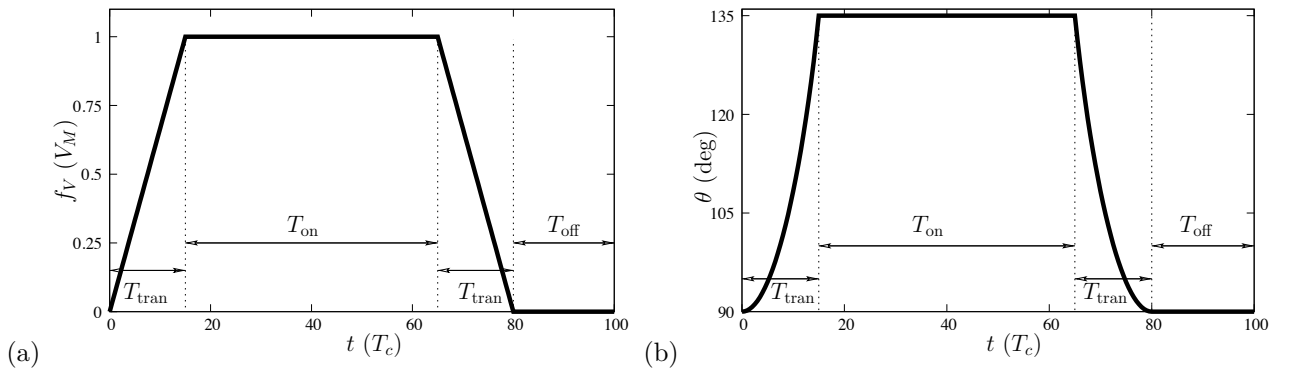 1
0.75
0.5
0.25
0
f_V (V_M)
T_on
T_off
T_tran
T_tran
0 20 40 60 80 100
t (T_c)
(a)
135
120
105
90
θ (deg)
T_on
T_off
T_tran
T_tran
0 20 40 60 80 100
t (T_c)
(b)